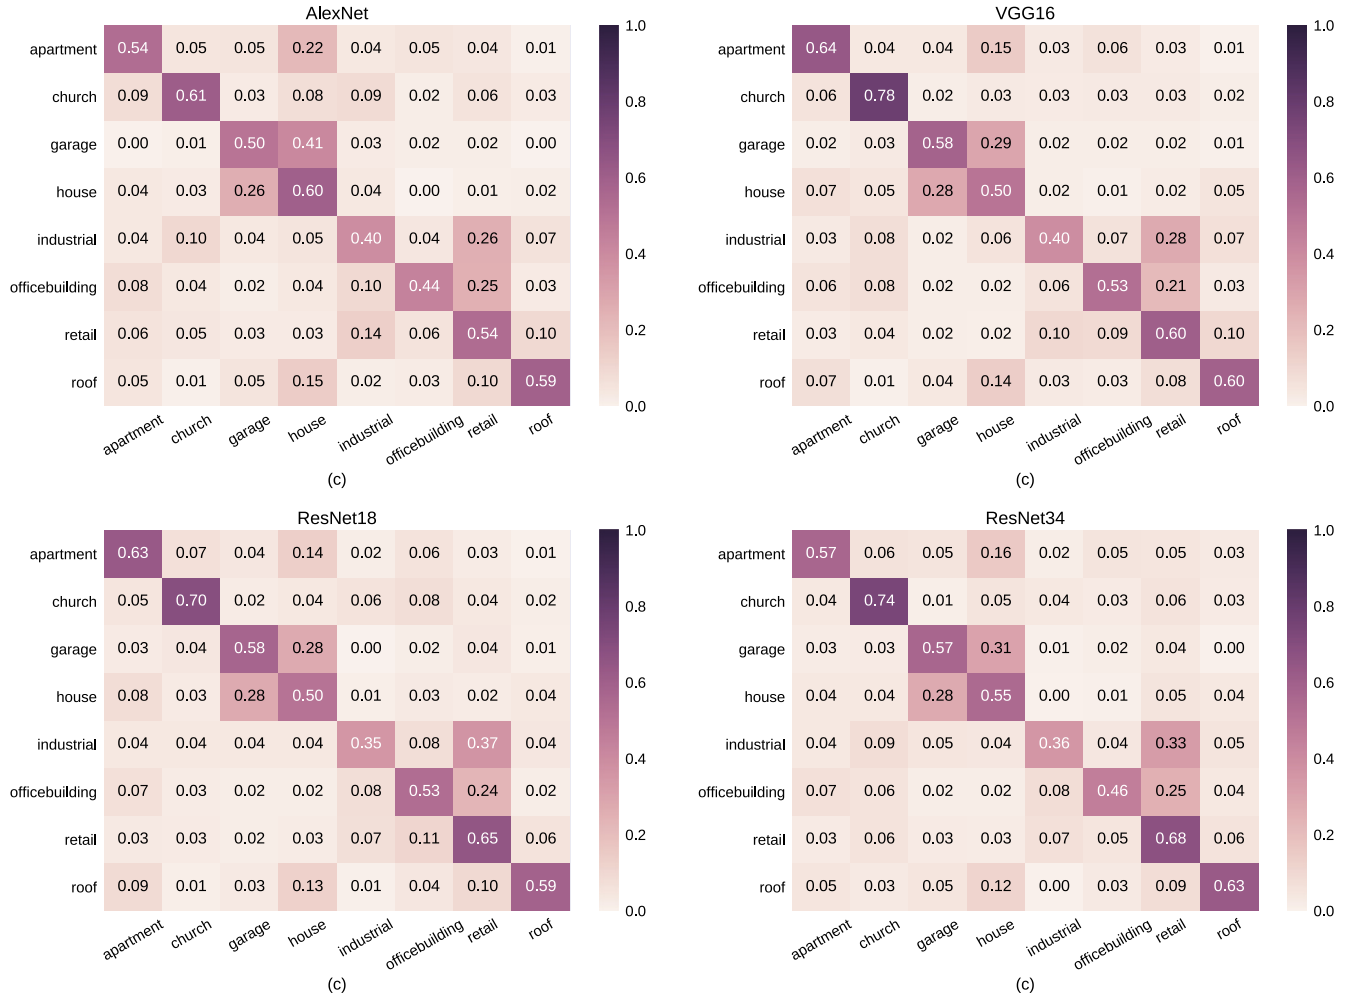 AlexNet
apartment 0.54 0.05 0.05 0.22 0.04 0.05 0.04 0.01
church 0.09 0.61 0.03 0.08 0.09 0.02 0.06 0.03
garage 0.00 0.01 0.50 0.41 0.03 0.02 0.02 0.00
house 0.04 0.03 0.26 0.60 0.04 0.00 0.01 0.02
industrial 0.04 0.10 0.04 0.05 0.40 0.04 0.26 0.07
officebuilding 0.08 0.04 0.02 0.04 0.10 0.44 0.25 0.03
retail 0.06 0.05 0.03 0.03 0.14 0.06 0.54 0.10
roof 0.05 0.01 0.05 0.15 0.02 0.03 0.10 0.59
apartment church garage house industrial officebuilding retail roof
1.0
0.8
0.6
0.4
0.2
0.0
(c)
VGG16
apartment 0.64 0.04 0.04 0.15 0.03 0.06 0.03 0.01
church 0.06 0.78 0.02 0.03 0.03 0.03 0.03 0.02
garage 0.02 0.03 0.58 0.29 0.02 0.02 0.02 0.01
house 0.07 0.05 0.28 0.50 0.02 0.01 0.02 0.05
industrial 0.03 0.08 0.02 0.06 0.40 0.07 0.28 0.07
officebuilding 0.06 0.08 0.02 0.02 0.06 0.53 0.21 0.03
retail 0.03 0.04 0.02 0.02 0.10 0.09 0.60 0.10
roof 0.07 0.01 0.04 0.14 0.03 0.03 0.08 0.60
apartment church garage house industrial officebuilding retail roof
1.0
0.8
0.6
0.4
0.2
0.0
(c)
ResNet18
apartment 0.63 0.07 0.04 0.14 0.02 0.06 0.03 0.01
church 0.05 0.70 0.02 0.04 0.06 0.08 0.04 0.02
garage 0.03 0.04 0.58 0.28 0.00 0.02 0.04 0.01
house 0.08 0.03 0.28 0.50 0.01 0.03 0.02 0.04
industrial 0.04 0.04 0.04 0.04 0.35 0.08 0.37 0.04
officebuilding 0.07 0.03 0.02 0.02 0.08 0.53 0.24 0.02
retail 0.03 0.03 0.02 0.03 0.07 0.11 0.65 0.06
roof 0.09 0.01 0.03 0.13 0.01 0.04 0.10 0.59
apartment church garage house industrial officebuilding retail roof
1.0
0.8
0.6
0.4
0.2
0.0
(c)
ResNet34
apartment 0.57 0.06 0.05 0.16 0.02 0.05 0.05 0.03
church 0.04 0.74 0.01 0.05 0.04 0.03 0.06 0.03
garage 0.03 0.03 0.57 0.31 0.01 0.02 0.04 0.00
house 0.04 0.04 0.28 0.55 0.00 0.01 0.05 0.04
industrial 0.04 0.09 0.05 0.04 0.36 0.04 0.33 0.05
officebuilding 0.07 0.06 0.02 0.02 0.08 0.46 0.25 0.04
retail 0.03 0.06 0.03 0.03 0.07 0.05 0.68 0.06
roof 0.05 0.03 0.05 0.12 0.00 0.03 0.09 0.63
apartment church garage house industrial officebuilding retail roof
1.0
0.8
0.6
0.4
0.2
0.0
(c)